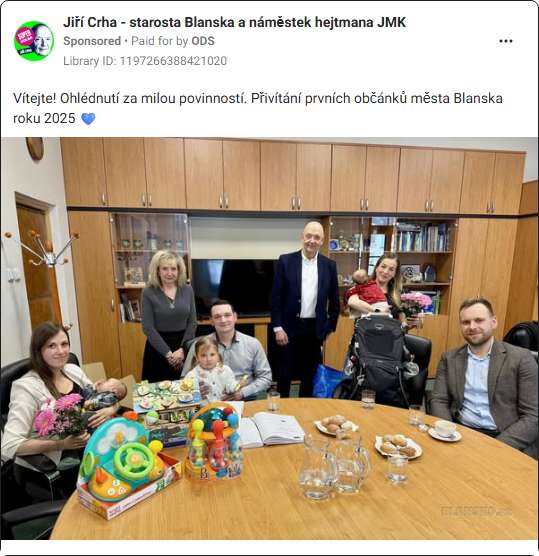 Jiří Crha - starosta Blanska a náměstek hejtmana JMK
Sponsored • Paid for by ODS
Library ID: 1197266388421020
Vítejte! Ohlédnutí za milou povinností. Přivítání prvních občánků města Blanska
roku 2025 💙